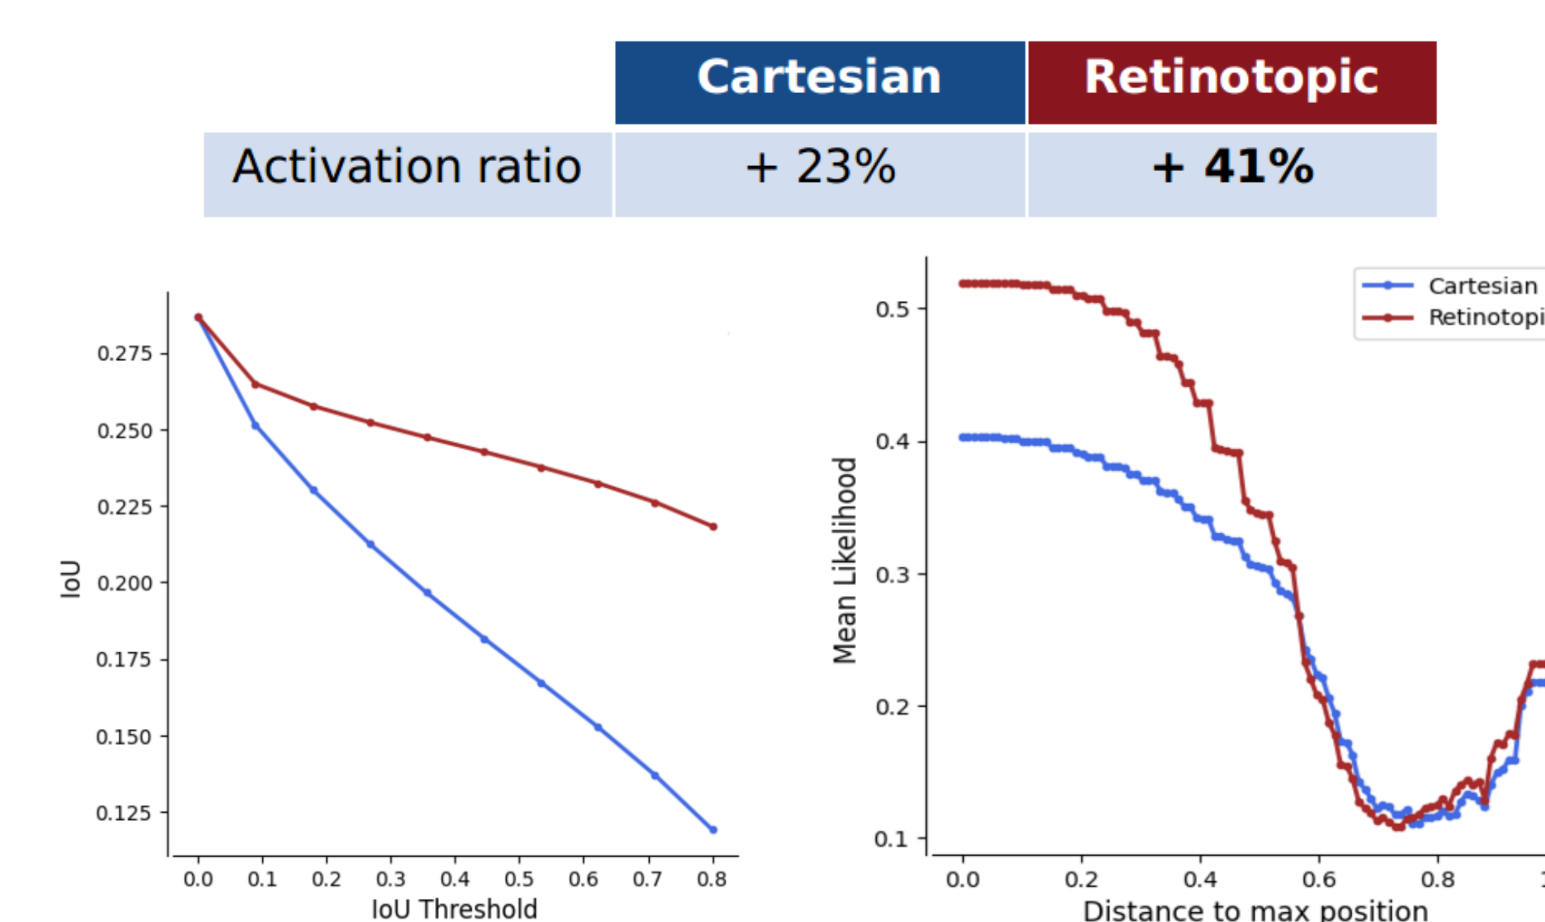 Cartesian Retinotopic
Activation ratio + 23% + 41%
0.275
0.250
0.225
0.200
0.175
0.150
0.125
IoU
0.0 0.1 0.2 0.3 0.4 0.5 0.6 0.7 0.8
IoU Threshold
Cartesian
Retinotopi
0.5
0.4
0.3
0.2
0.1
Mean Likelihood
0.0 0.2 0.4 0.6 0.8 1
Distance to max position